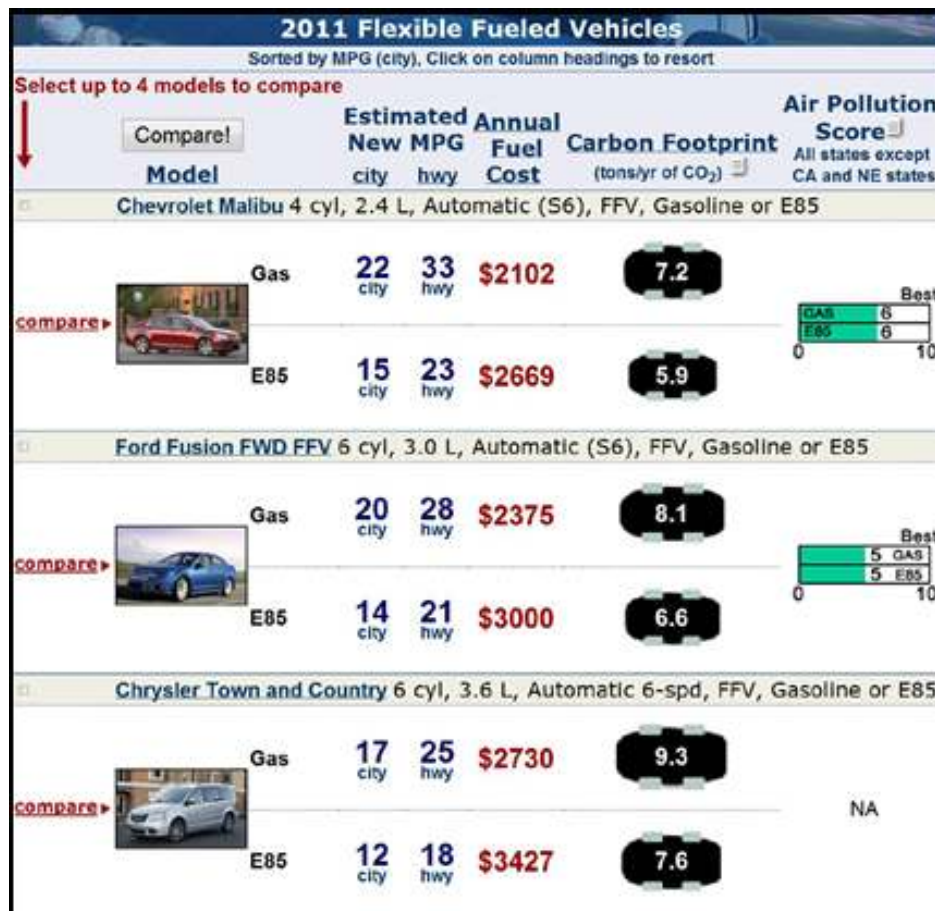 2011 Flexible Fueled Vehicles
Sorted by MPG (city), Click on column headings to resort
Select up to 4 models to compare
Compare!
Model
Estimated
New MPG
city hwy
Annual
Fuel
Cost
Carbon Footprint
(tons/yr of CO2)
Air Pollution
Score
All states except
CA and NE states
Chevrolet Malibu 4 cyl, 2.4 L, Automatic (S6), FFV, Gasoline or E85
compare
Gas 22 city 33 hwy $2102 7.2
E85 15 city 23 hwy $2669 5.9
Best
GAS 6
E85 6
0 10
Ford Fusion FWD FFV 6 cyl, 3.0 L, Automatic (S6), FFV, Gasoline or E85
compare
Gas 20 city 28 hwy $2375 8.1
E85 14 city 21 hwy $3000 6.6
Best
5 GAS
5 E85
0 10
Chrysler Town and Country 6 cyl, 3.6 L, Automatic 6-spd, FFV, Gasoline or E85
compare
Gas 17 city 25 hwy $2730 9.3
E85 12 city 18 hwy $3427 7.6
NA